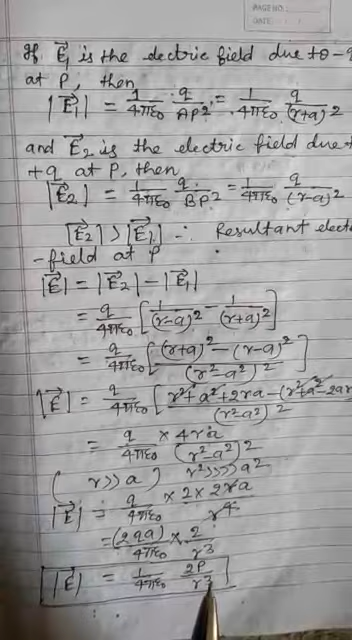 PAGE NO:
DATE:
If E⃗₁ is the electric field due to -q
at P, then
|E⃗₁| = 1/4πε₀ q/AP² = 1/4πε₀ q/(r+a)²
and E⃗₂ is the electric field due t
+q at P, then
|E⃗₂| = 1/4πε₀ q/BP² = 1/4πε₀ q/(r-a)²
|E⃗₂| > |E⃗₁| ∴ Resultant elect
-field at P
|E⃗| = |E⃗₂| - |E⃗₁|
= q/4πε₀ [1/(r-a)² - 1/(r+a)²]
= q/4πε₀ [(r+a)² - (r-a)² / (r²-a²)²]
|E⃗| = q/4πε₀ [r²+a²+2ra-(r²+a²-2ar / (r²-a²)²
= q/4πε₀ × 4ra/(r²-a²)²
(r>>a) r²>>>>a²
|E⃗| = q/4πε₀ × 2×2ra/r⁴
= (2qa)/4πε₀ × 2/r³
|E⃗| = 1/4πε₀ 2P/r³